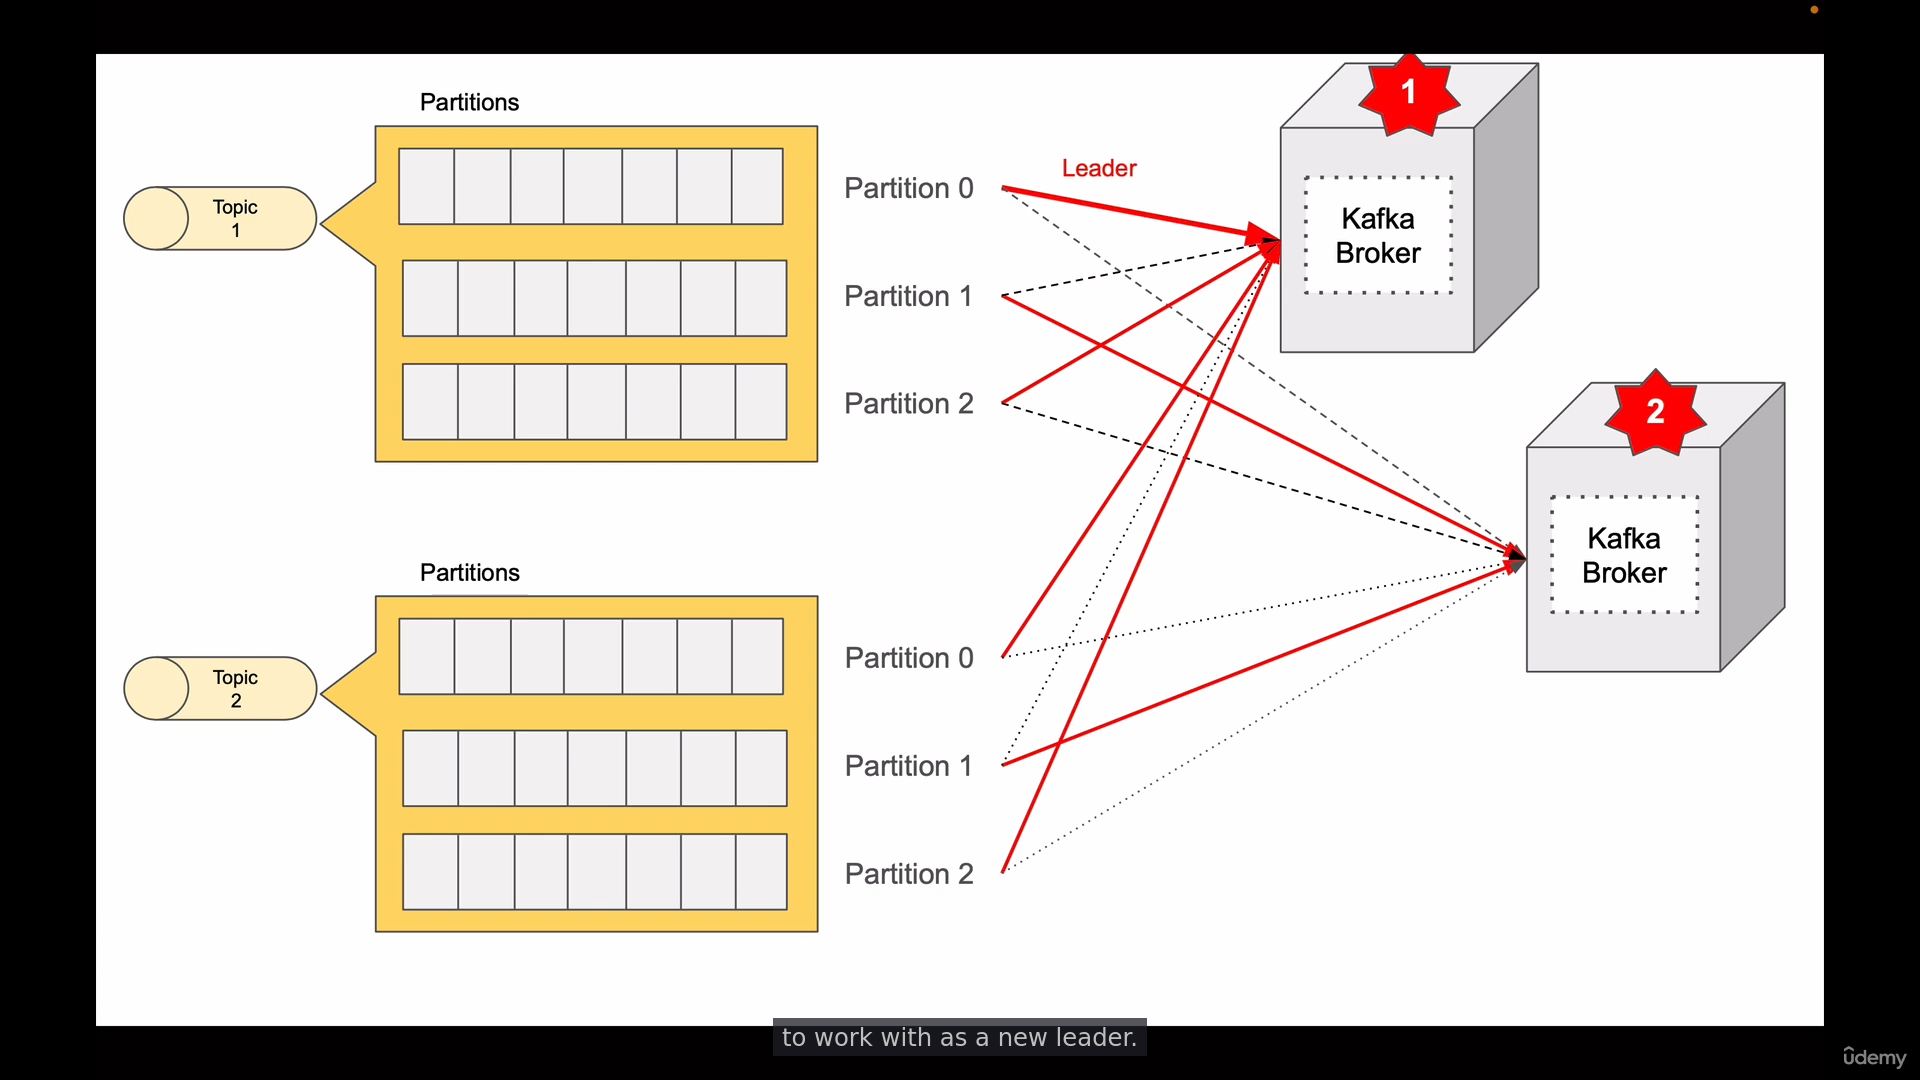 Partitions
Topic
1
Partition 0
Partition 1
Partition 2
Leader
1
Kafka
Broker
2
Kafka
Broker
Partitions
Topic
2
Partition 0
Partition 1
Partition 2
to work with as a new leader.
ûdemy